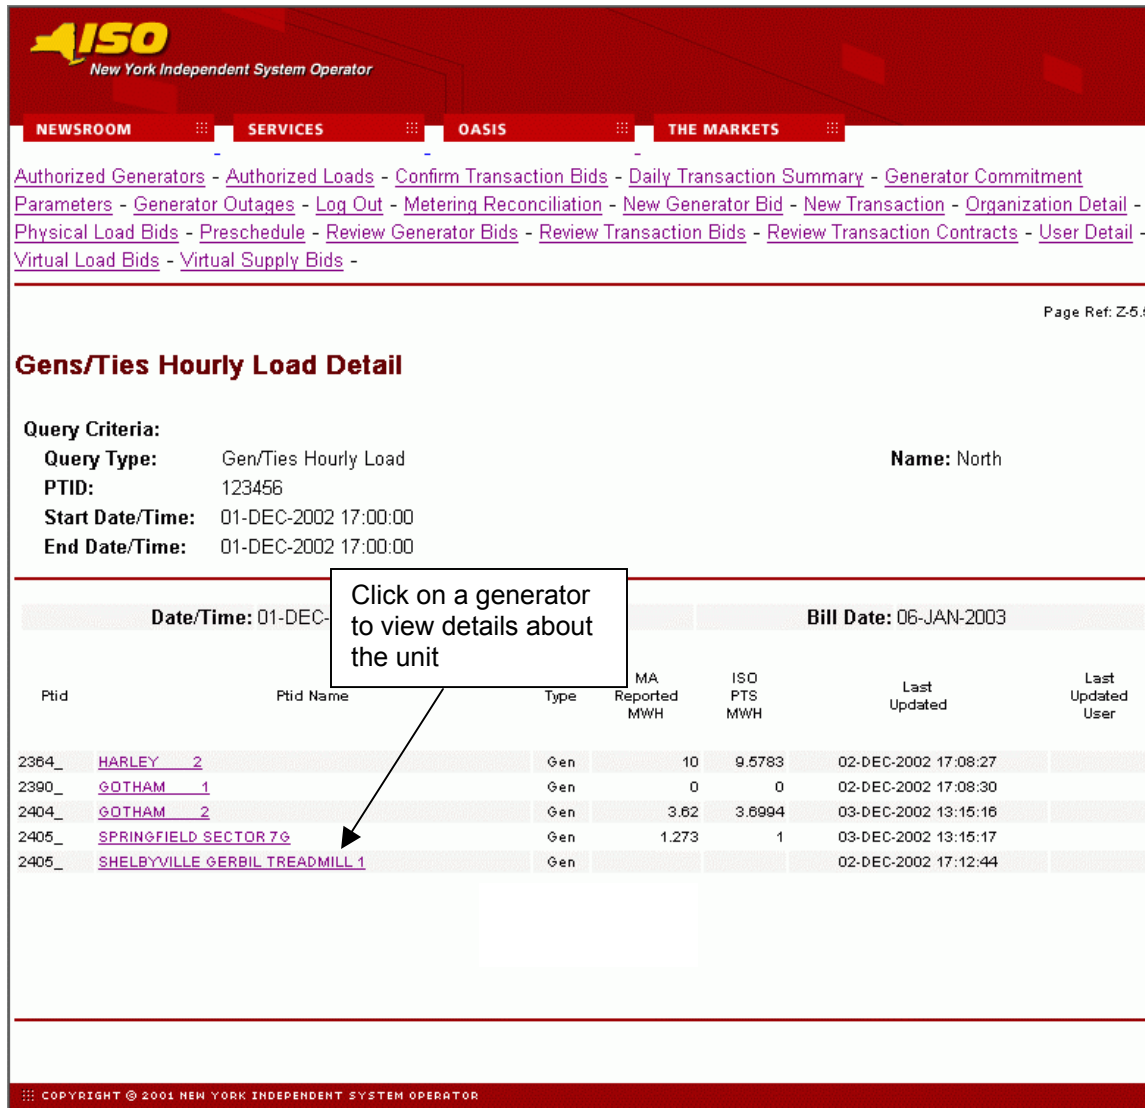 ISO
New York Independent System Operator
NEWSROOM SERVICES OASIS THE MARKETS
Authorized Generators - Authorized Loads - Confirm Transaction Bids - Daily Transaction Summary - Generator Commitment
Parameters - Generator Outages - Log Out - Metering Reconciliation - New Generator Bid - New Transaction - Organization Detail -
Physical Load Bids - Preschedule - Review Generator Bids - Review Transaction Bids - Review Transaction Contracts - User Detail -
Virtual Load Bids - Virtual Supply Bids -
Page Ref: Z-5.
Gens/Ties Hourly Load Detail
Query Criteria:
Query Type: Gen/Ties Hourly Load Name: North
PTID: 123456
Start Date/Time: 01-DEC-2002 17:00:00
End Date/Time: 01-DEC-2002 17:00:00
Click on a generator
to view details about
the unit
Date/Time: 01-DEC- Bill Date: 06-JAN-2003
Ptid Ptid Name Type MA Reported MWH ISO PTS MWH Last Updated Last Updated User
2364_ HARLEY 2 Gen 10 9.5783 02-DEC-2002 17:08:27
2390_ GOTHAM 1 Gen 0 0 02-DEC-2002 17:08:30
2404_ GOTHAM 2 Gen 3.62 3.6994 03-DEC-2002 13:15:16
2405_ SPRINGFIELD SECTOR 7G Gen 1.273 1 03-DEC-2002 13:15:17
2405_ SHELBYVILLE GERBIL TREADMILL 1 Gen 02-DEC-2002 17:12:44
COPYRIGHT © 2001 NEW YORK INDEPENDENT SYSTEM OPERATOR